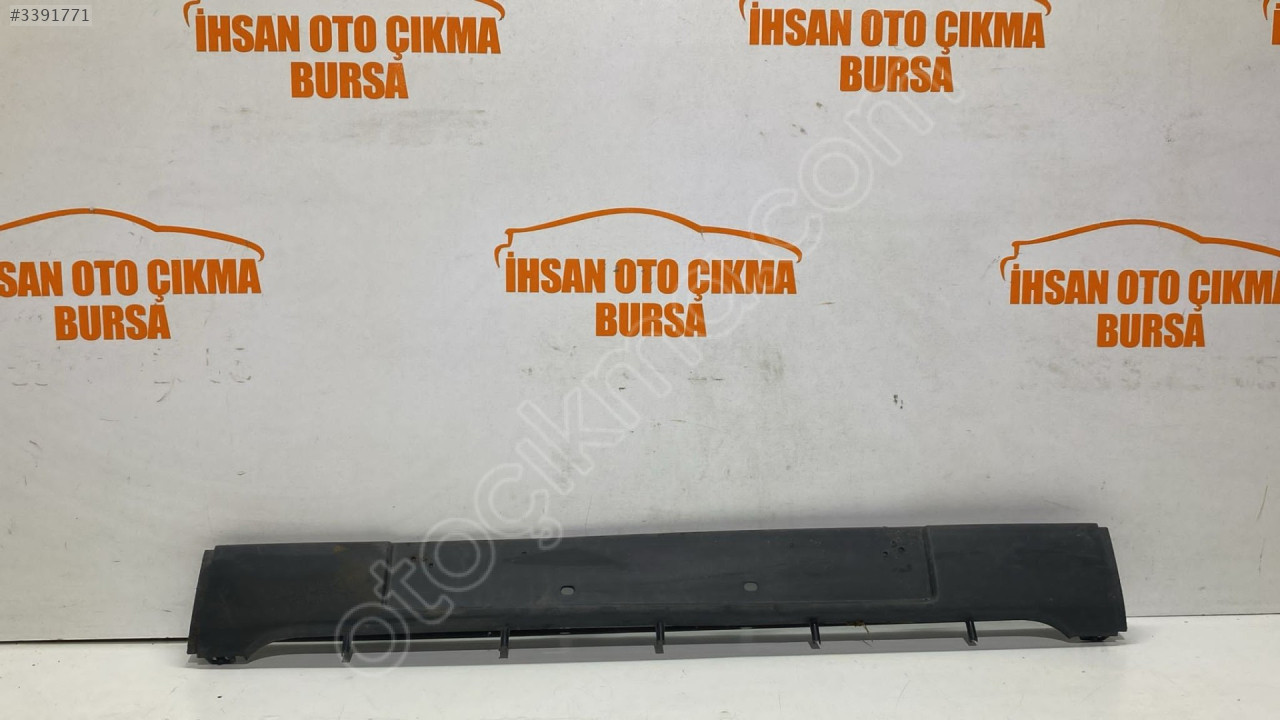 #3391771
İHSAN OTO ÇIKMA
BURSA
İHSAN OTO ÇIKMA
BURSA
SAN OTO ÇIKMA
BURSA
İHSAN OTO ÇIKMA
BURSA
İHSAN OTO ÇIKMA
BURSA
otoçıkma.com